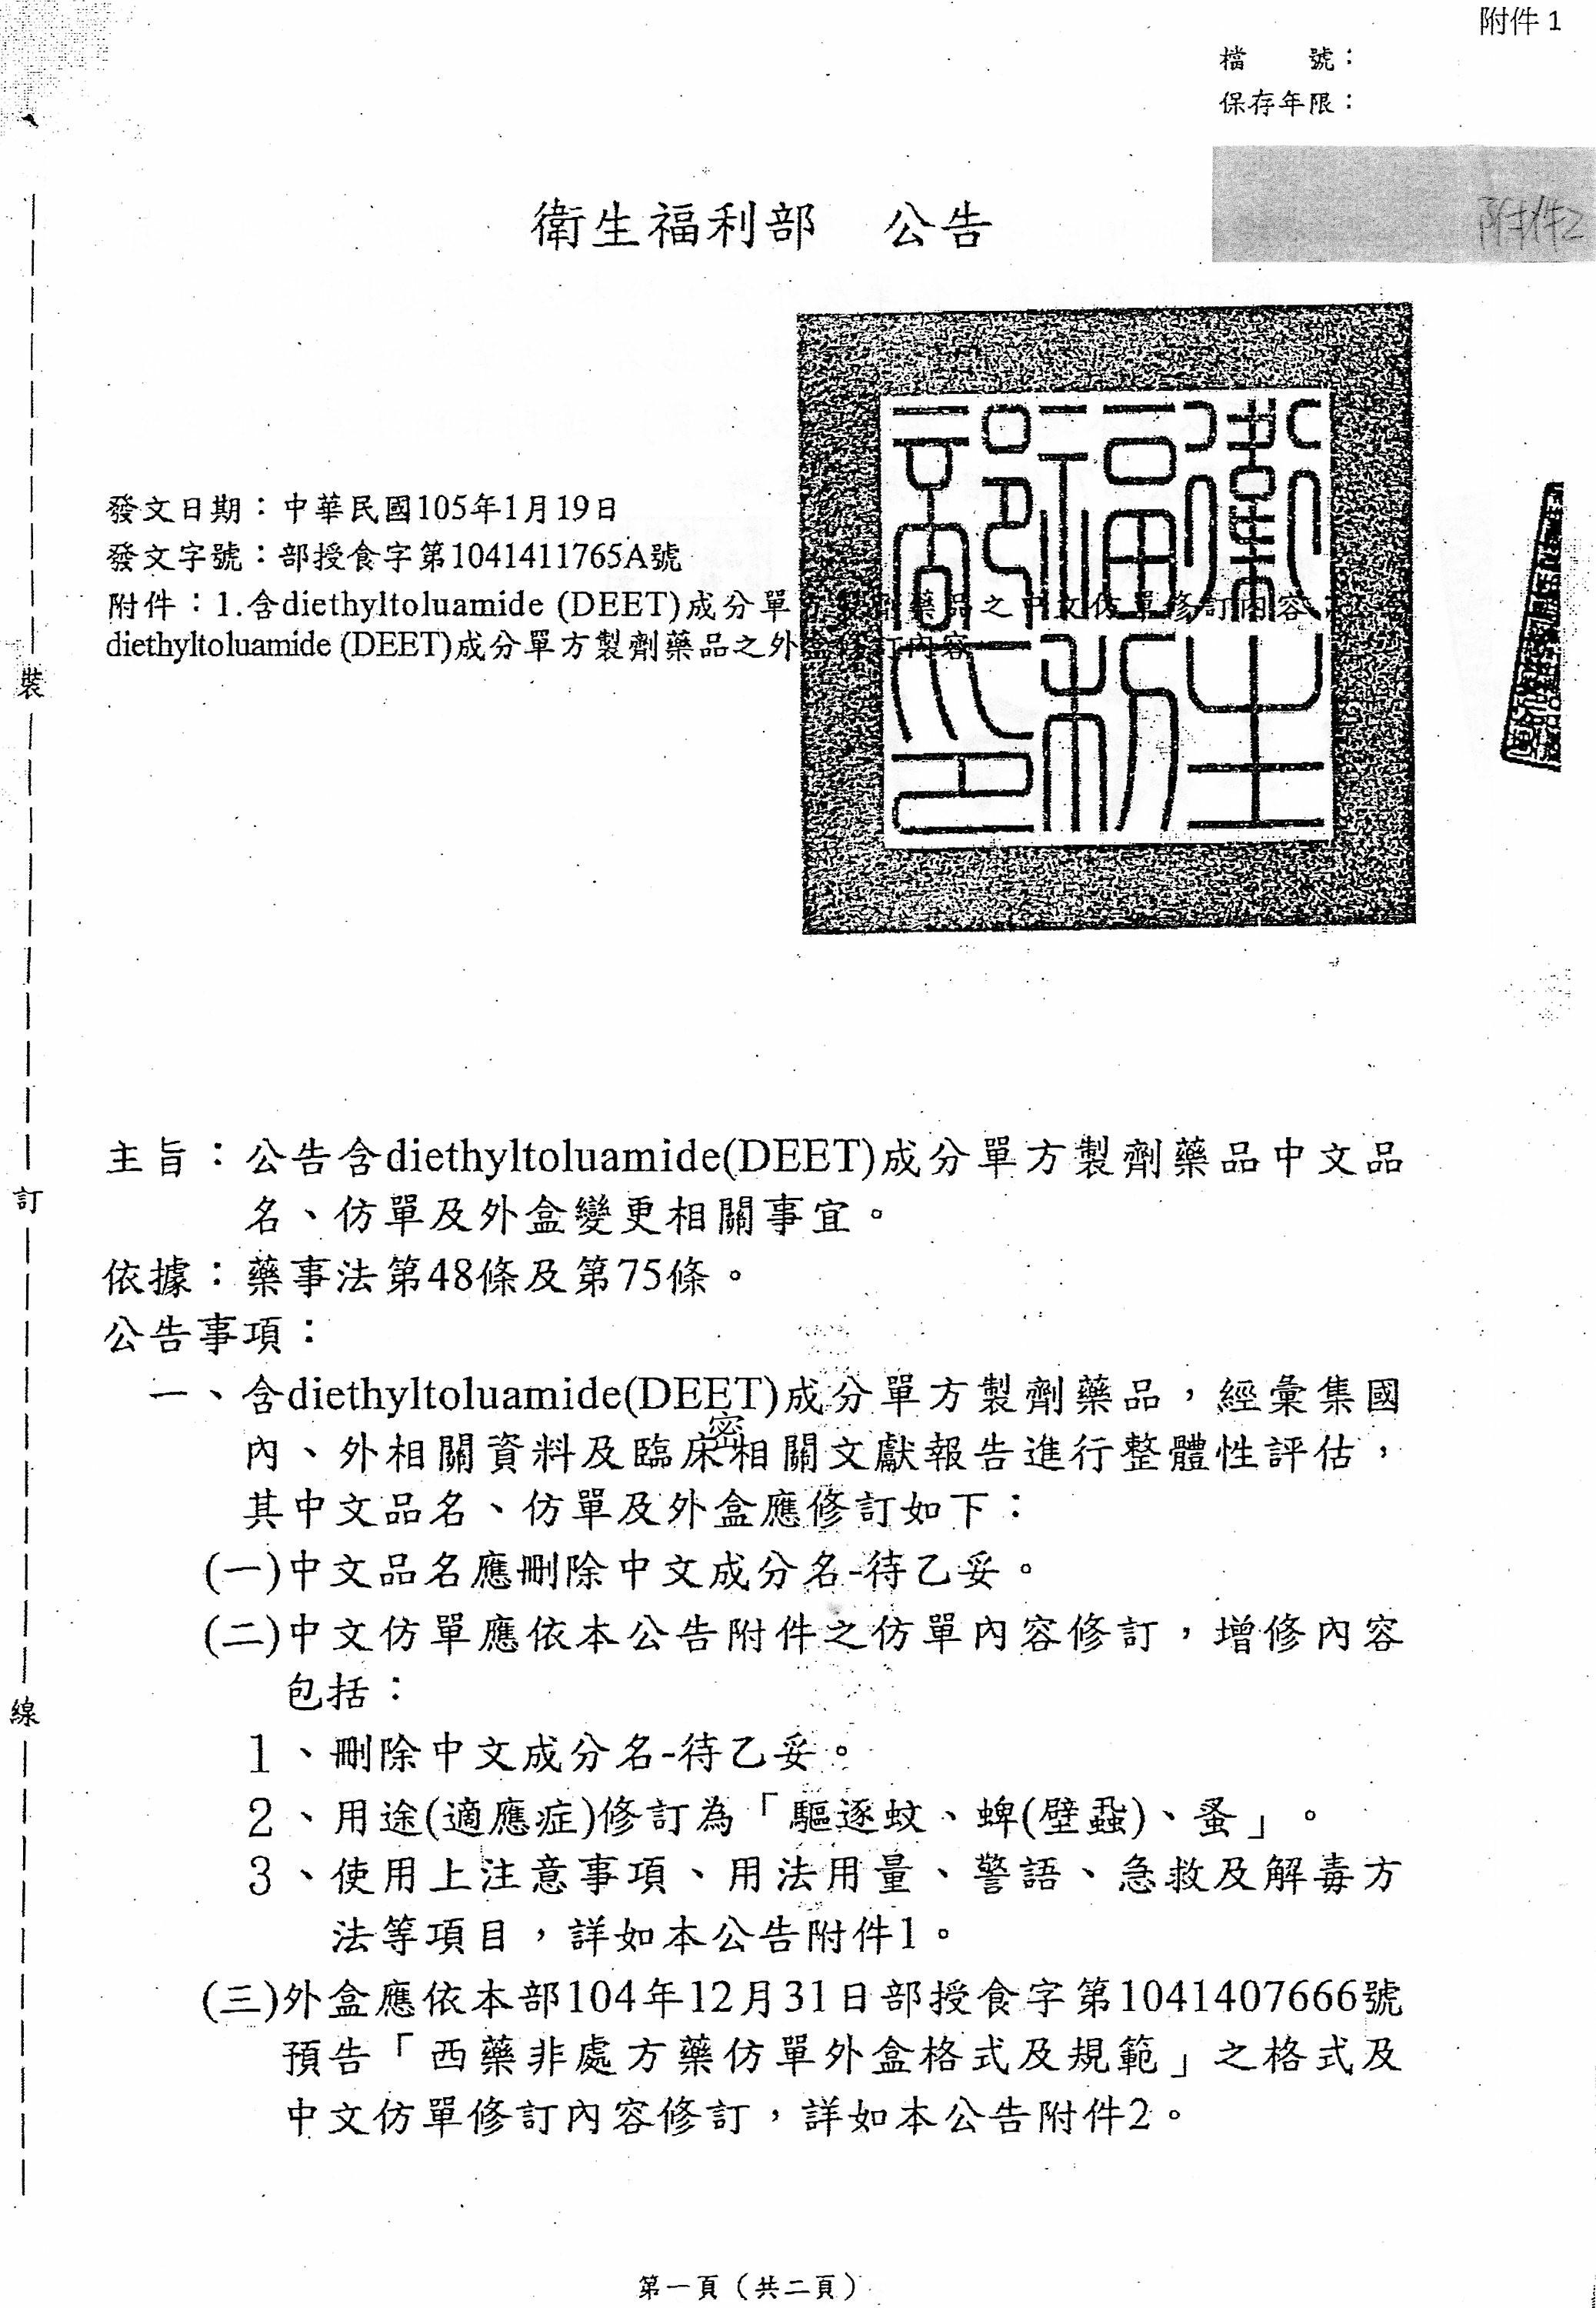 附件 1
檔 號：
保存年限：
附件2
衛生福利部 公告
發文日期：中華民國105年1月19日
發文字號：部授食字第1041411765A號
附件：1.含diethyltoluamide (DEET)成分單方製劑藥品之中文仿單修訂內容；
diethyltoluamide (DEET)成分單方製劑藥品之外盒修訂內容
主旨：公告含diethyltoluamide(DEET)成分單方製劑藥品中文品
名、仿單及外盒變更相關事宜。
依據：藥事法第48條及第75條。
公告事項：
一、含diethyltoluamide(DEET)成分單方製劑藥品，經彙集國
密
內、外相關資料及臨床相關文獻報告進行整體性評估，
其中文品名、仿單及外盒應修訂如下：
(一)中文品名應刪除中文成分名-待乙妥。
(二)中文仿單應依本公告附件之仿單內容修訂，增修內容
包括：
1、刪除中文成分名-待乙妥。
2、用途(適應症)修訂為「驅逐蚊、蜱(壁蝨)、蚤」。
3、使用上注意事項、用法用量、警語、急救及解毒方
法等項目，詳如本公告附件1。
(三)外盒應依本部104年12月31日部授食字第1041407666號
預告「西藥非處方藥仿單外盒格式及規範」之格式及
中文仿單修訂內容修訂，詳如本公告附件2。
裝
訂
線
衛生福利部印
第一頁（共二頁）